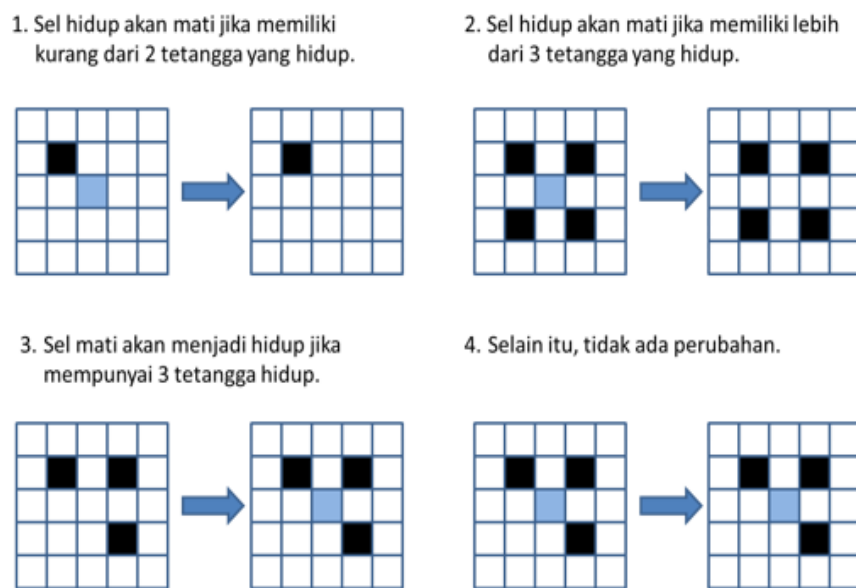 1. Sel hidup akan mati jika memiliki
kurang dari 2 tetangga yang hidup.
2. Sel hidup akan mati jika memiliki lebih
dari 3 tetangga yang hidup.
3. Sel mati akan menjadi hidup jika
mempunyai 3 tetangga hidup.
4. Selain itu, tidak ada perubahan.